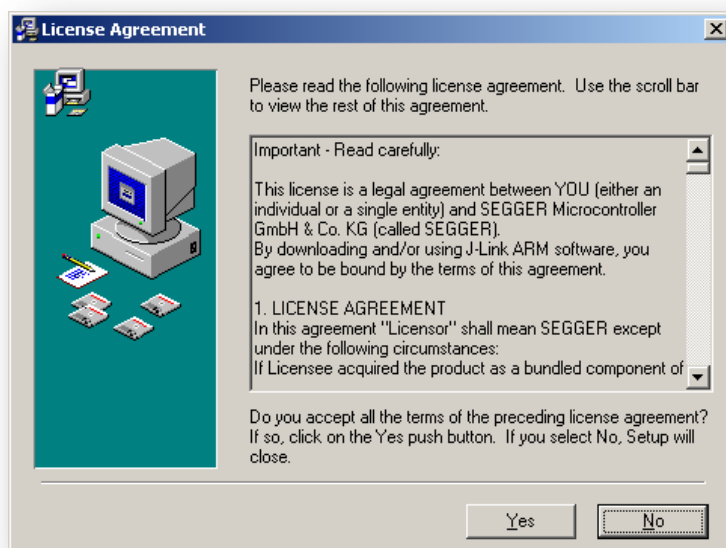 License Agreement
Please read the following license agreement. Use the scroll bar
to view the rest of this agreement.
Important - Read carefully:
This license is a legal agreement between YOU (either an
individual or a single entity) and SEGGER Microcontroller
GmbH & Co. KG (called SEGGER).
By downloading and/or using J-Link ARM software, you
agree to be bound by the terms of this agreement.
1. LICENSE AGREEMENT
In this agreement "Licensor" shall mean SEGGER except
under the following circumstances:
If Licensee acquired the product as a bundled component of
Do you accept all the terms of the preceding license agreement?
If so, click on the Yes push button. If you select No, Setup will
close.
Yes
No